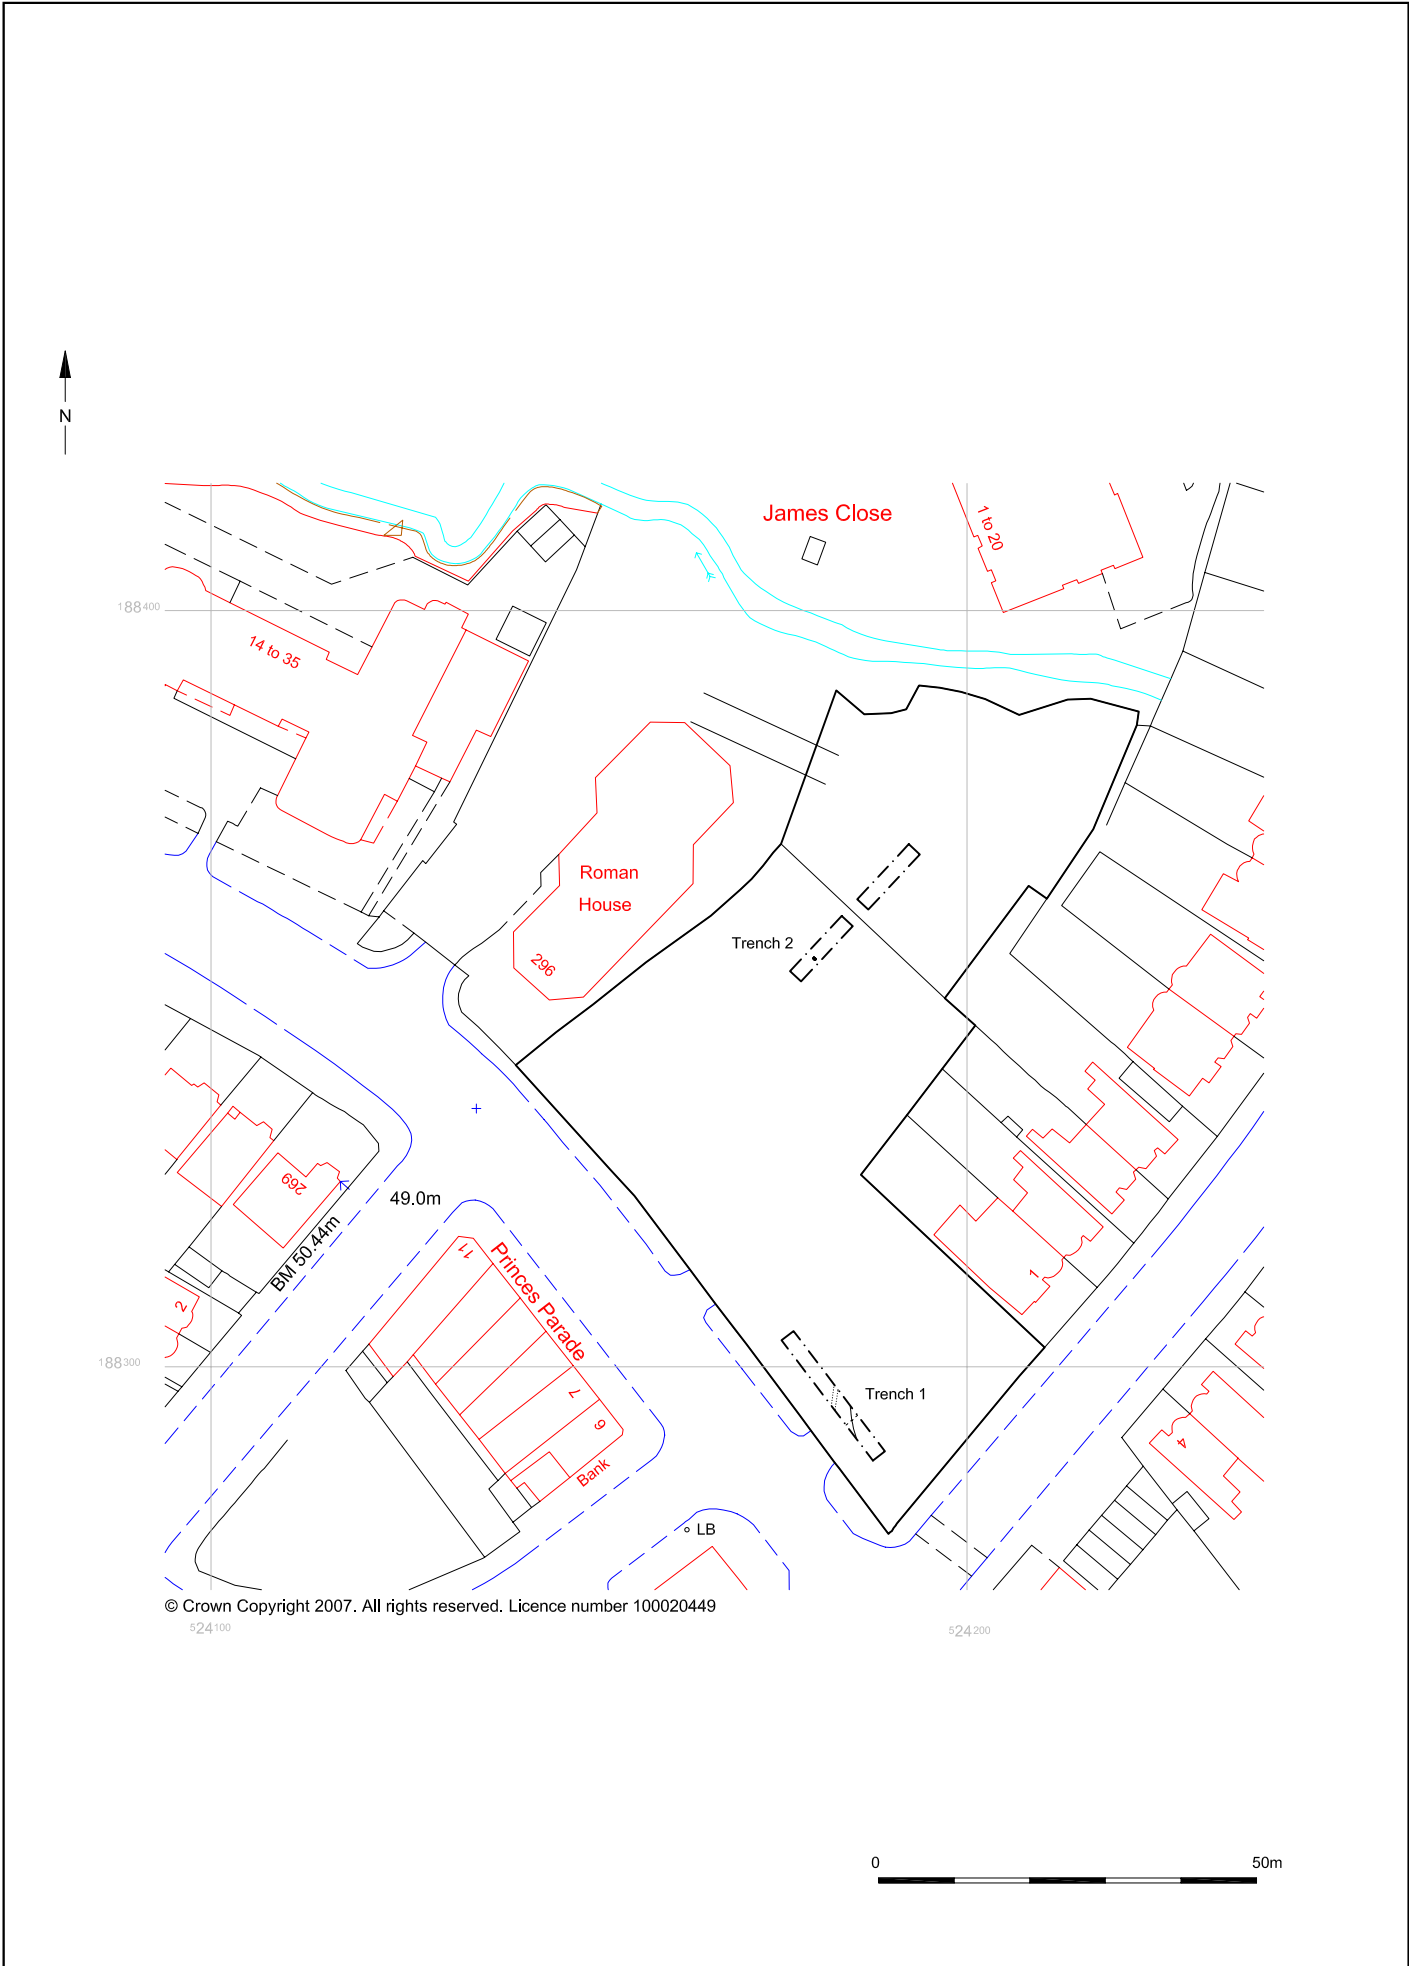 N
James Close
1 to 20
188400
14 to 35
Roman
House
296
Trench 2
269
49.0m
BM 50.44m
11
Princes Parade
2
1
188300
7
Trench 1
6
4
Bank
LB
© Crown Copyright 2007. All rights reserved. Licence number 100020449
524100
524200
0
50m